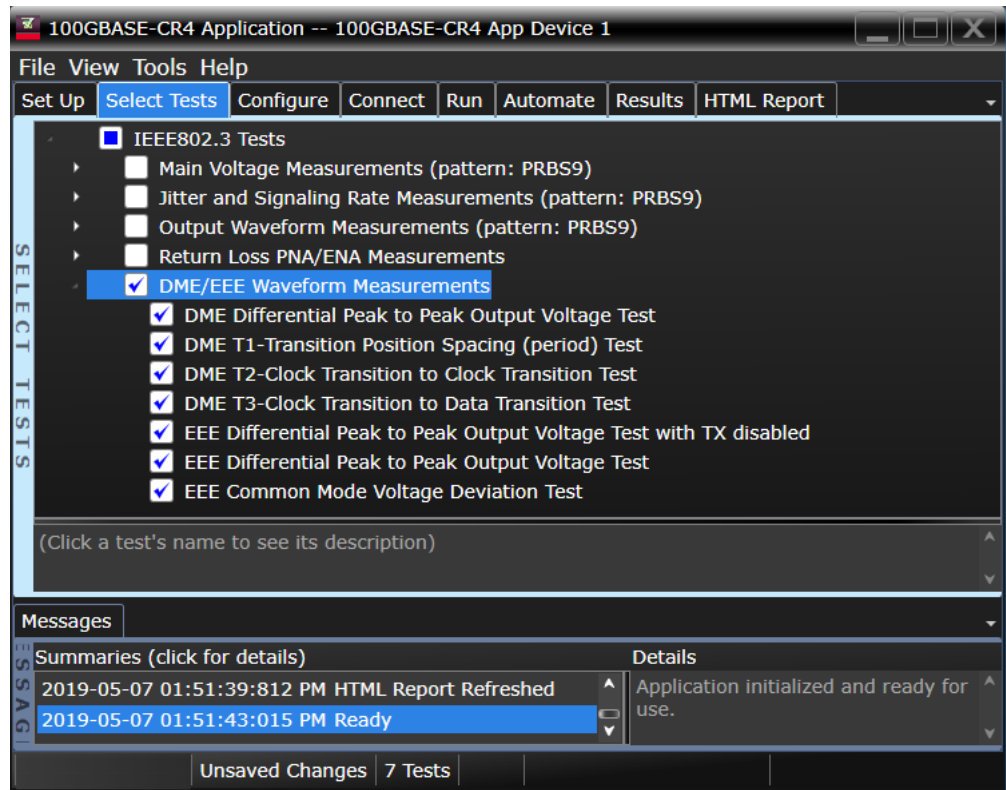 100GBASE-CR4 Application -- 100GBASE-CR4 App Device 1
File View Tools Help
Set Up Select Tests Configure Connect Run Automate Results HTML Report
IEEE802.3 Tests
Main Voltage Measurements (pattern: PRBS9)
Jitter and Signaling Rate Measurements (pattern: PRBS9)
Output Waveform Measurements (pattern: PRBS9)
Return Loss PNA/ENA Measurements
DME/EEE Waveform Measurements
DME Differential Peak to Peak Output Voltage Test
DME T1-Transition Position Spacing (period) Test
DME T2-Clock Transition to Clock Transition Test
DME T3-Clock Transition to Data Transition Test
EEE Differential Peak to Peak Output Voltage Test with TX disabled
EEE Differential Peak to Peak Output Voltage Test
EEE Common Mode Voltage Deviation Test
SELECT TESTS
(Click a test's name to see its description)
Messages
Summaries (click for details) Details
2019-05-07 01:51:39:812 PM HTML Report Refreshed
2019-05-07 01:51:43:015 PM Ready
Application initialized and ready for
use.
Unsaved Changes 7 Tests